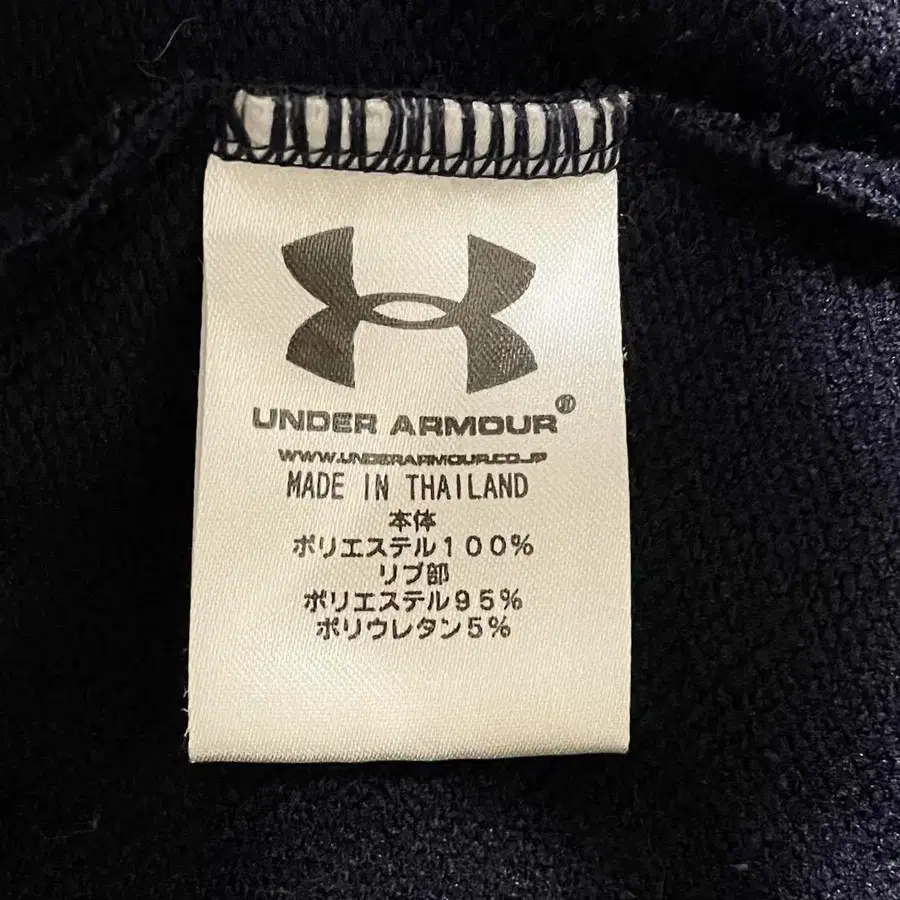 UNDER ARMOUR®
WWW.UNDERARMOUR.CO.JP
MADE IN THAILAND
本体
ポリエステル100%
リブ部
ポリエステル95%
ポリウレタン5%